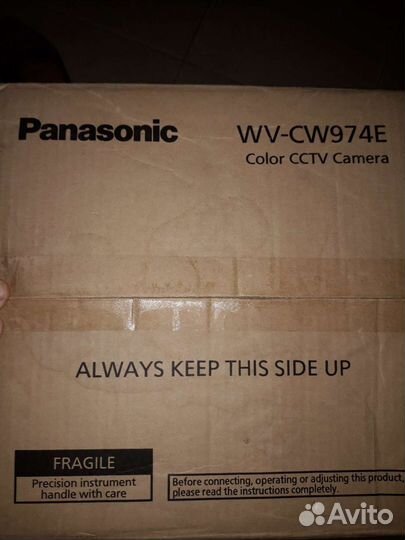 Panasonic
WV-CW974E
Color CCTV Camera
ALWAYS KEEP THIS SIDE UP
FRAGILE
Precision instrument
handle with care
Before connecting, operating or adjusting this product,
please read the instructions completely.
Avito